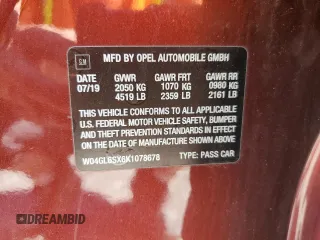 GM MFD BY OPEL AUTOMOBILE GMBH
DATE GVWR GAWR FRT GAWR RR
07/19 2050 KG 1070 KG 0980 KG
4519 LB 2359 LB 2161 LB
THIS VEHICLE CONFORMS TO ALL APPLICABLE
U.S. FEDERAL MOTOR VEHICLE SAFETY, BUMPER
AND THEFT PREVENTION STANDARDS IN EFFECT
ON THE DATE OF MANUFACTURE SHOWN ABOVE.
W04GL6SX6K1078678 TYPE: PASS CAR
DREAMBID